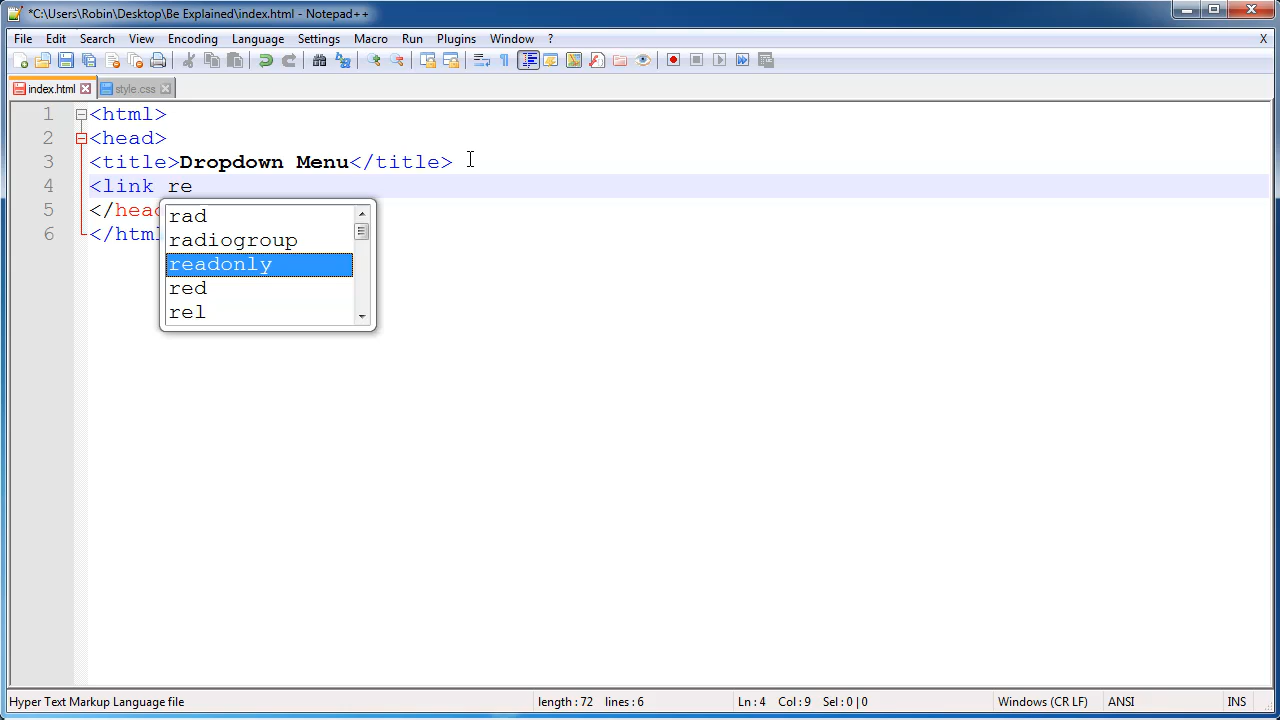 *C:\Users\Robin\Desktop\Be Explained\index.html - Notepad++
File Edit Search View Encoding Language Settings Macro Run Plugins Window ? X
index.html style.css
1 <html>
2 <head>
3 <title>Dropdown Menu</title>
4 <link re
5 </head
6 </html
rad
radiogroup
readonly
red
rel
Hyper Text Markup Language file length : 72 lines : 6 Ln : 4 Col : 9 Sel : 0 | 0 Windows (CR LF) ANSI INS